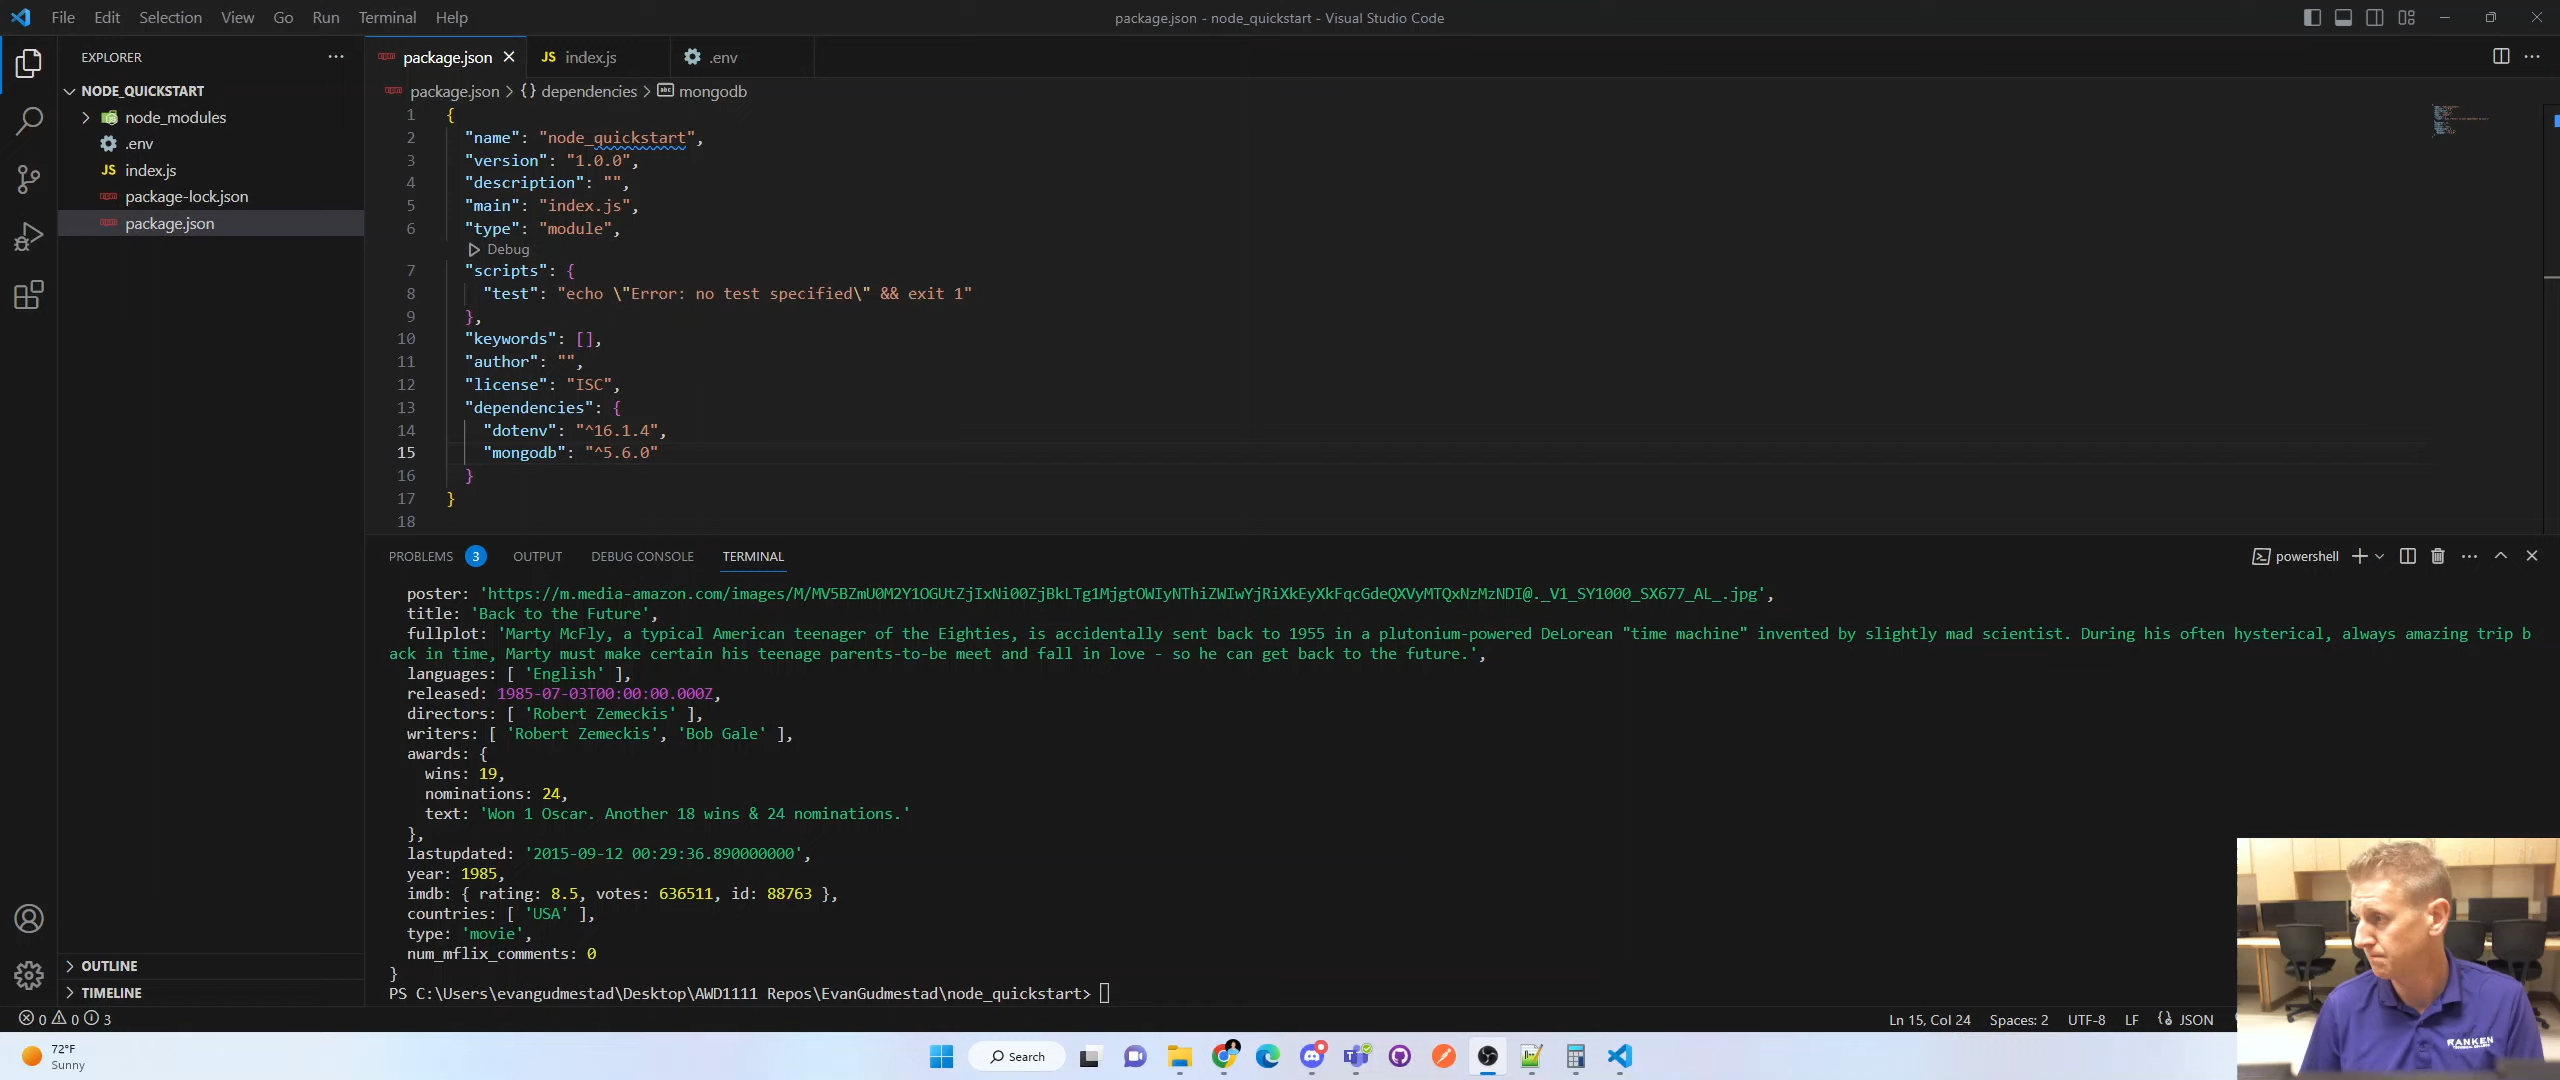 File Edit Selection View Go Run Terminal Help
package.json - node_quickstart - Visual Studio Code
EXPLORER
NODE_QUICKSTART
node_modules
.env
JS index.js
package-lock.json
package.json
OUTLINE
TIMELINE
package.json
JS index.js
.env
package.json > {} dependencies > abc mongodb
1 {
2 "name": "node_quickstart",
3 "version": "1.0.0",
4 "description": "",
5 "main": "index.js",
6 "type": "module",
Debug
7 "scripts": {
8 "test": "echo \"Error: no test specified\" && exit 1"
9 },
10 "keywords": [],
11 "author": "",
12 "license": "ISC",
13 "dependencies": {
14 "dotenv": "^16.1.4",
15 "mongodb": "^5.6.0"
16 }
17 }
18
PROBLEMS 3 OUTPUT DEBUG CONSOLE TERMINAL
powershell
poster: 'https://m.media-amazon.com/images/M/MV5BZmU0M2Y1OGUtZjIxNi00ZjBkLTg1MjgtOWIyNThiZWIwYjRiXkEyXkFqcGdeQXVyMTQxNzMzNDI@._V1_SY1000_SX677_AL_.jpg',
title: 'Back to the Future',
fullplot: 'Marty McFly, a typical American teenager of the Eighties, is accidentally sent back to 1955 in a plutonium-powered DeLorean "time machine" invented by slightly mad scientist. During his often hysterical, always amazing trip b
ack in time, Marty must make certain his teenage parents-to-be meet and fall in love - so he can get back to the future.',
languages: [ 'English' ],
released: 1985-07-03T00:00:00.000Z,
directors: [ 'Robert Zemeckis' ],
writers: [ 'Robert Zemeckis', 'Bob Gale' ],
awards: {
wins: 19,
nominations: 24,
text: 'Won 1 Oscar. Another 18 wins & 24 nominations.'
},
lastupdated: '2015-09-12 00:29:36.890000000',
year: 1985,
imdb: { rating: 8.5, votes: 636511, id: 88763 },
countries: [ 'USA' ],
type: 'movie',
num_mflix_comments: 0
}
PS C:\Users\evangudmestad\Desktop\AWD1111 Repos\EvanGudmestad\node_quickstart>
0 0 3
Ln 15, Col 24 Spaces: 2 UTF-8 LF {} JSON
72°F
Sunny
Search
RANKEN